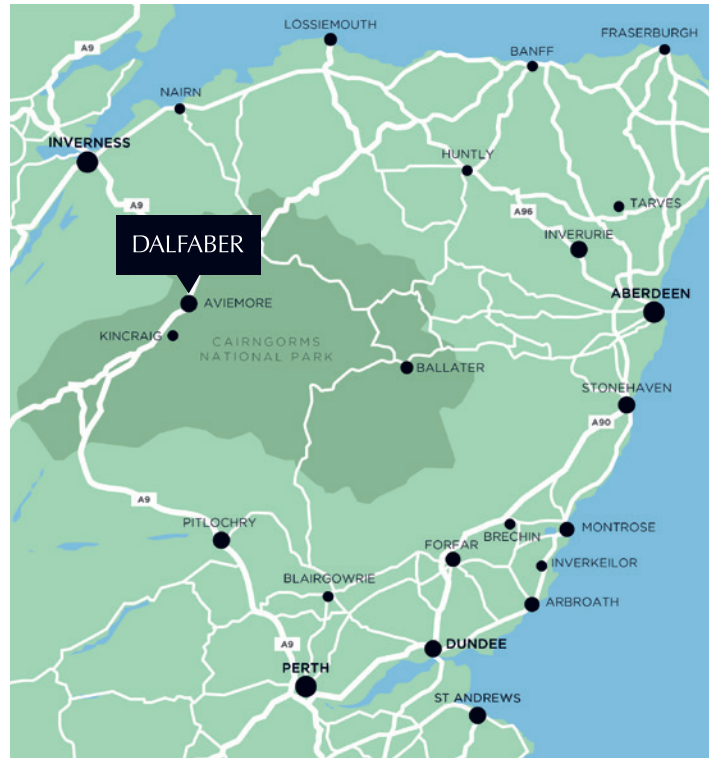 LOSSIEMOUTH
FRASERBURGH
A9
BANFF
NAIRN
INVERNESS
HUNTLY
A9
A96
TARVES
INVERURIE
DALFABER
ABERDEEN
AVIEMORE
KINCRAIG
CAIRNGORMS
NATIONAL PARK
BALLATER
STONEHAVEN
A90
A9
PITLOCHRY
MONTROSE
BRECHIN
FORFAR
INVERKEILOR
BLAIRGOWRIE
ARBROATH
A9
DUNDEE
PERTH
ST ANDREWS